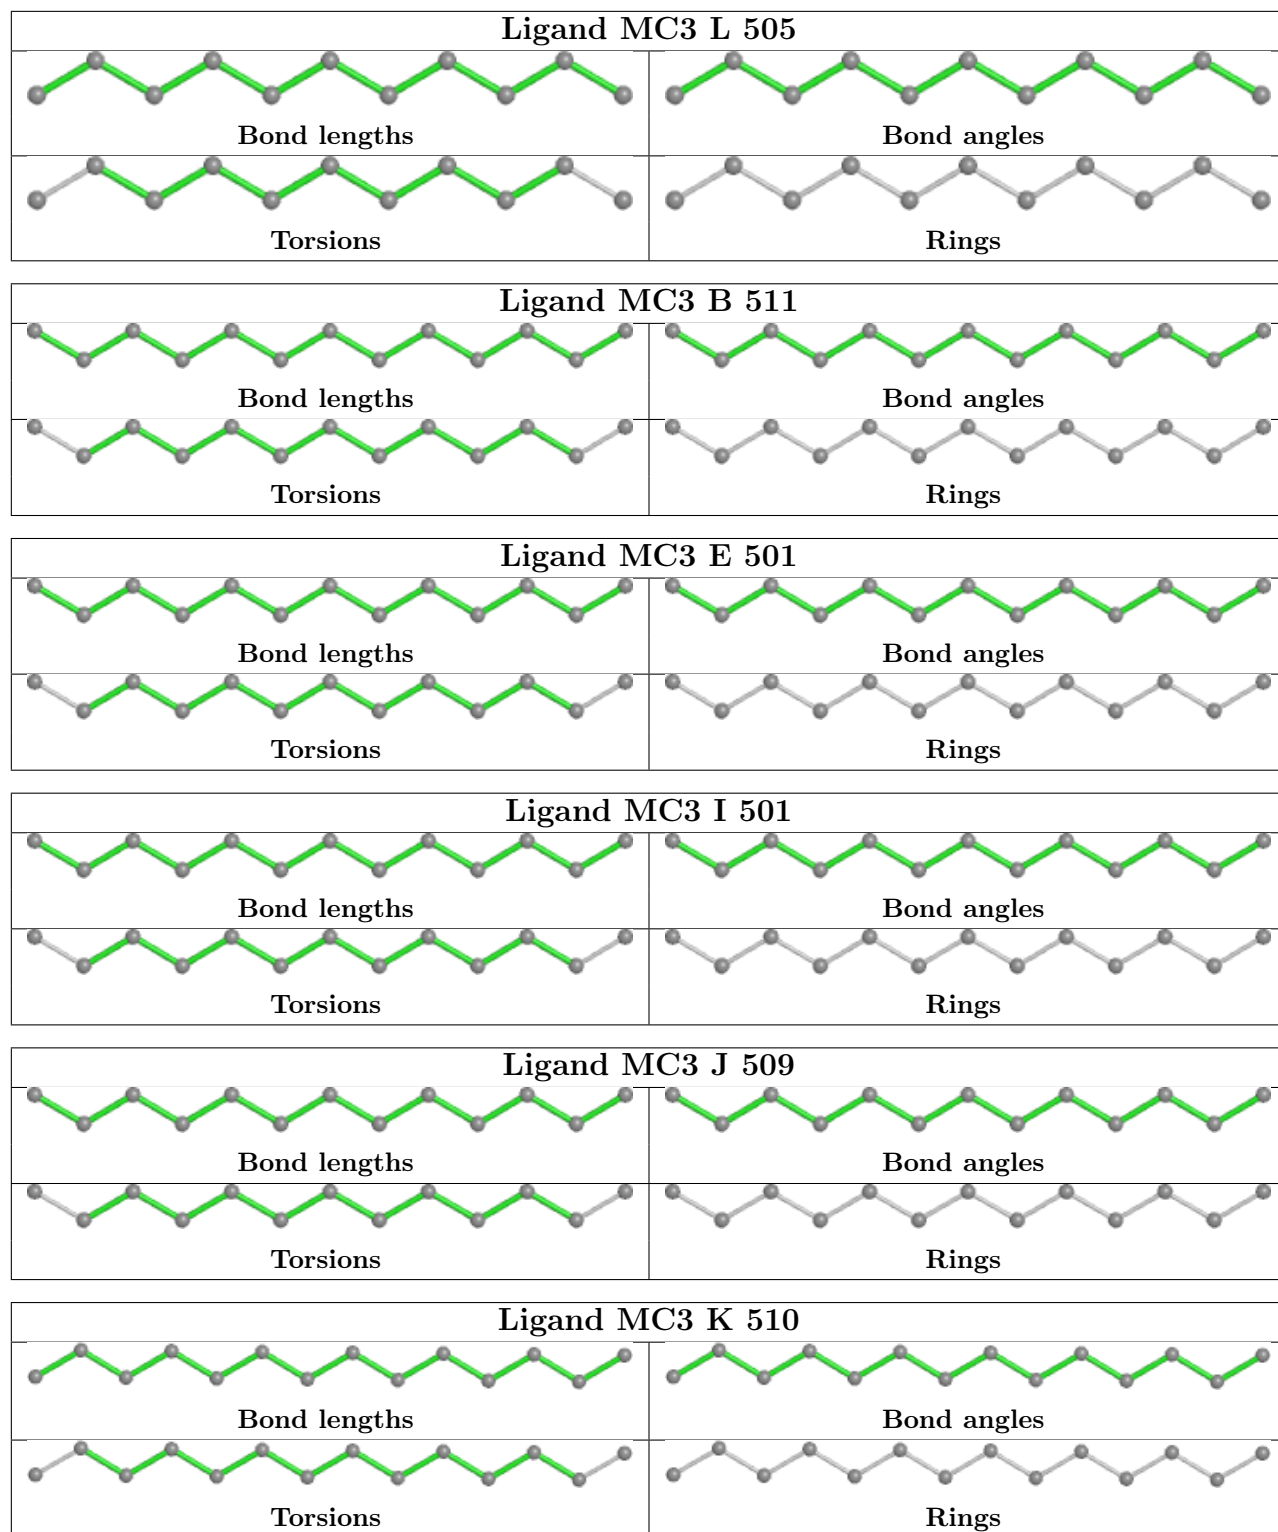 Ligand MC3 L 505
Bond lengths
Bond angles
Torsions
Rings
Ligand MC3 B 511
Bond lengths
Bond angles
Torsions
Rings
Ligand MC3 E 501
Bond lengths
Bond angles
Torsions
Rings
Ligand MC3 I 501
Bond lengths
Bond angles
Torsions
Rings
Ligand MC3 J 509
Bond lengths
Bond angles
Torsions
Rings
Ligand MC3 K 510
Bond lengths
Bond angles
Torsions
Rings